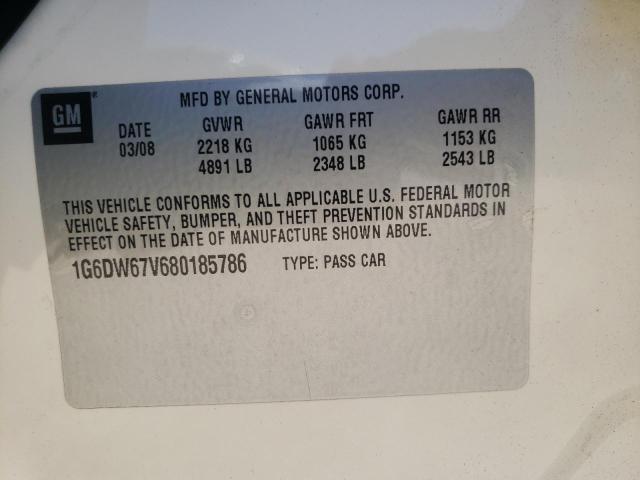 GM
MFD BY GENERAL MOTORS CORP.
DATE GVWR GAWR FRT GAWR RR
03/08 2218 KG 1065 KG 1153 KG
4891 LB 2348 LB 2543 LB
THIS VEHICLE CONFORMS TO ALL APPLICABLE U.S. FEDERAL MOTOR
VEHICLE SAFETY, BUMPER, AND THEFT PREVENTION STANDARDS IN
EFFECT ON THE DATE OF MANUFACTURE SHOWN ABOVE.
1G6DW67V680185786 TYPE: PASS CAR